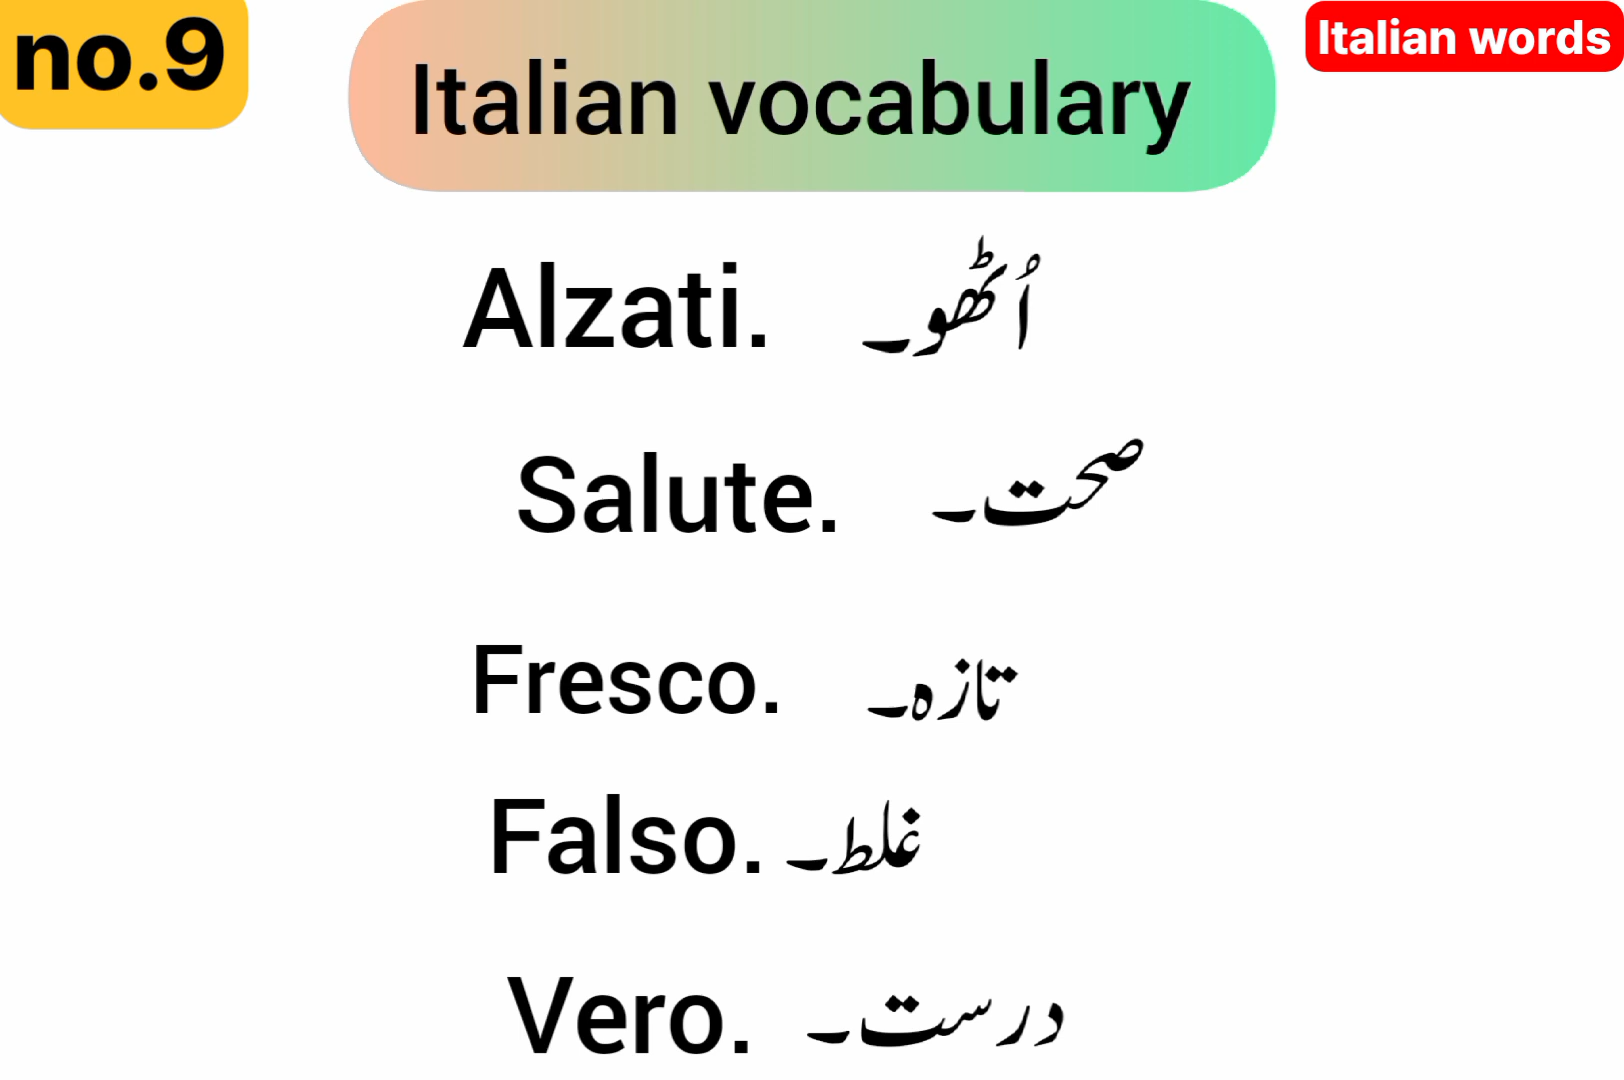 no.9
Italian vocabulary
Italian words
Alzati. اُٹھو۔
Salute. صحت۔
Fresco. تازہ۔
Falso. غلط۔
Vero. درست۔